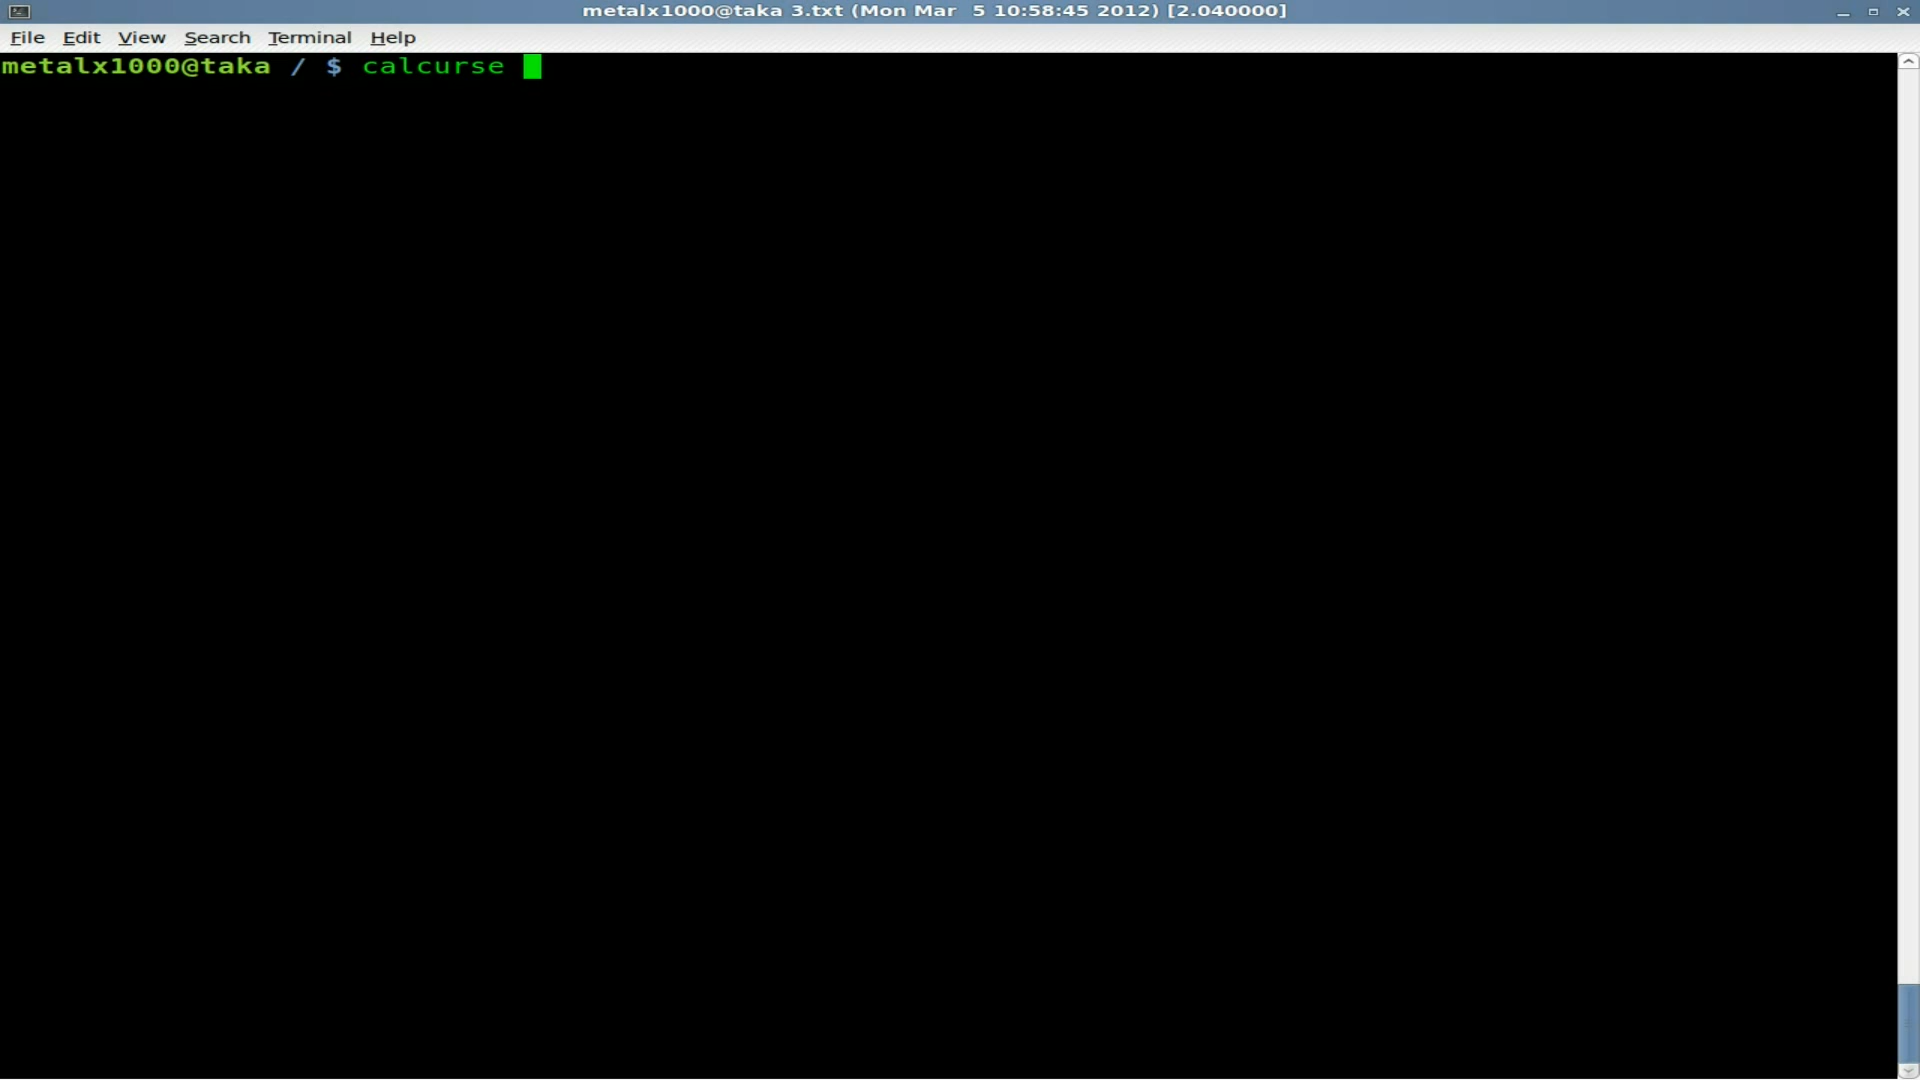 metalx1000@taka 3.txt (Mon Mar  5 10:58:45 2012) [2.040000]
File Edit View Search Terminal Help
metalx1000@taka / $ calcurse